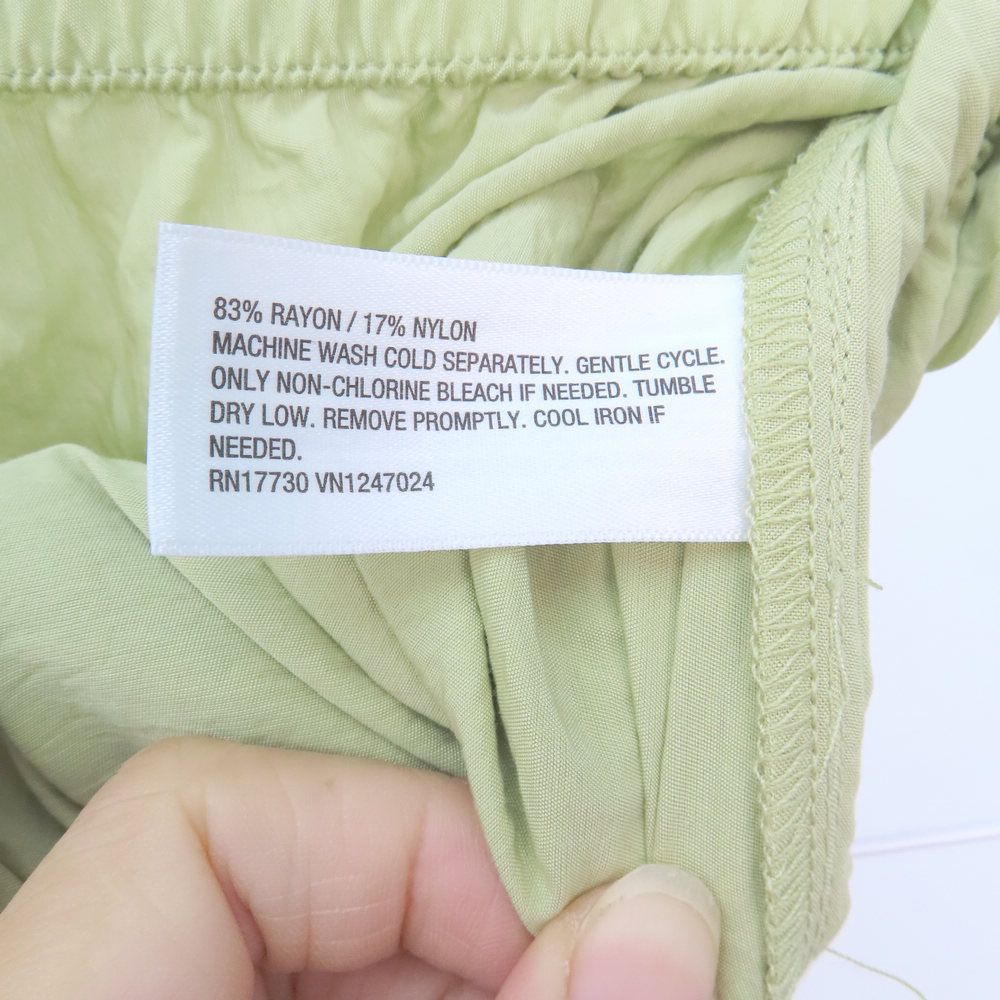 83% RAYON / 17% NYLON
MACHINE WASH COLD SEPARATELY. GENTLE CYCLE.
ONLY NON-CHLORINE BLEACH IF NEEDED. TUMBLE
DRY LOW. REMOVE PROMPTLY. COOL IRON IF
NEEDED.
RN17730 VN1247024